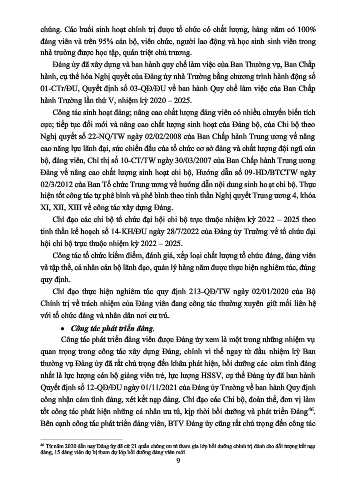 chúng. Các buổi sinh hoạt chính trị được tổ chức có chất lượng, hàng năm có 100%
đảng viên và trên 95% cán bộ, viên chức, người lao động và học sinh sinh viên trong
nhà trường được học tập, quán triệt chủ trương.
Đảng ủy đã xây dựng và ban hành quy chế làm việc của Ban Thường vụ, Ban Chấp
hành, cụ thể hóa Nghị quyết của Đảng ủy nhà Trường bằng chương trình hành động số
01-CTr/ĐU, Quyết định số 03-QĐ/ĐU về ban hành Quy chế làm việc của Ban Chấp
hành Trường lần thứ V, nhiệm kỳ 2020 – 2025.
Công tác sinh hoạt đảng; nâng cao chất lượng đảng viên có nhiều chuyển biến tích
cực; tiếp tục đổi mới và nâng cao chất lượng sinh hoạt của Đảng bộ, của Chi bộ theo
Nghị quyết số 22-NQ/TW ngày 02/02/2008 của Ban Chấp hành Trung ương về nâng
cao năng lực lãnh đạo, sức chiến đấu của tổ chức cơ sở đảng và chất lượng đội ngũ cán
bộ, đảng viên, Chỉ thị số 10-CT/TW ngày 30/03/2007 của Ban Chấp hành Trung ương
Đảng về nâng cao chất lượng sinh hoạt chi bộ, Hướng dẫn số 09-HD/BTCTW ngày
02/3/2012 của Ban Tổ chức Trung ương về hướng dẫn nội dung sinh hoạt chi bộ. Thực
hiện tốt công tác tự phê bình và phê bình theo tinh thần Nghị quyết Trung ương 4, khóa
XI, XII, XIII về công tác xây dựng Đảng.
Chỉ đạo các chi bộ tổ chức đại hội chi bộ trực thuộc nhiệm kỳ 2022 – 2025 theo
tinh thần kế hoạch số 14-KH/ĐU ngày 28/7/2022 của Đảng ủy Trường về tổ chức đại
hội chi bộ trực thuộc nhiệm kỳ 2022 – 2025.
Công tác tổ chức kiểm điểm, đánh giá, xếp loại chất lượng tổ chức đảng, đảng viên
và tập thể, cá nhân cán bộ lãnh đạo, quản lý hàng năm được thực hiện nghiêm túc, đúng
quy định.
Chỉ đạo thực hiện nghiêm túc quy định 213-QĐ/TW ngày 02/01/2020 của Bộ
Chính trị về trách nhiệm của Đảng viên đang công tác thường xuyên giữ mối liên hệ
với tổ chức đảng và nhân dân nơi cư trú.
• Công tác phát triển đảng.
Công tác phát triển đảng viên được Đảng ủy xem là một trong những nhiệm vụ
quan trọng trong công tác xây dựng Đảng, chính vì thế ngay từ đầu nhiệm kỳ Ban
thường vụ Đảng ủy đã rất chú trọng đến khâu phát hiện, bồi dưỡng các cảm tình đảng
nhất là lực lượng cán bộ giảng viên trẻ, lực lượng HSSV, cụ thể Đảng ủy đã ban hành
Quyết định số 12-QĐ/ĐU ngày 01/11/2021 của Đảng ủy Trường về ban hành Quy định
công nhận cảm tình đảng, xét kết nạp đảng. Chỉ đạo các Chi bộ, đoàn thể, đơn vị làm
tốt công tác phát hiện những cá nhân ưu tú, kịp thời bồi dưỡng và phát triển Đảng⁴⁶.
Bên cạnh công tác phát triển đảng viên, BTV Đảng ủy cũng rất chú trọng đến công tác
⁴⁶ Từ năm 2020 đến nay Đảng ủy đã cử 21 quần chúng ưu tú tham gia lớp bồi dưỡng chính trị dành cho đối tượng kết nạp
đảng, 15 đảng viên dự bị tham dự lớp bồi dưỡng đảng viên mới
9